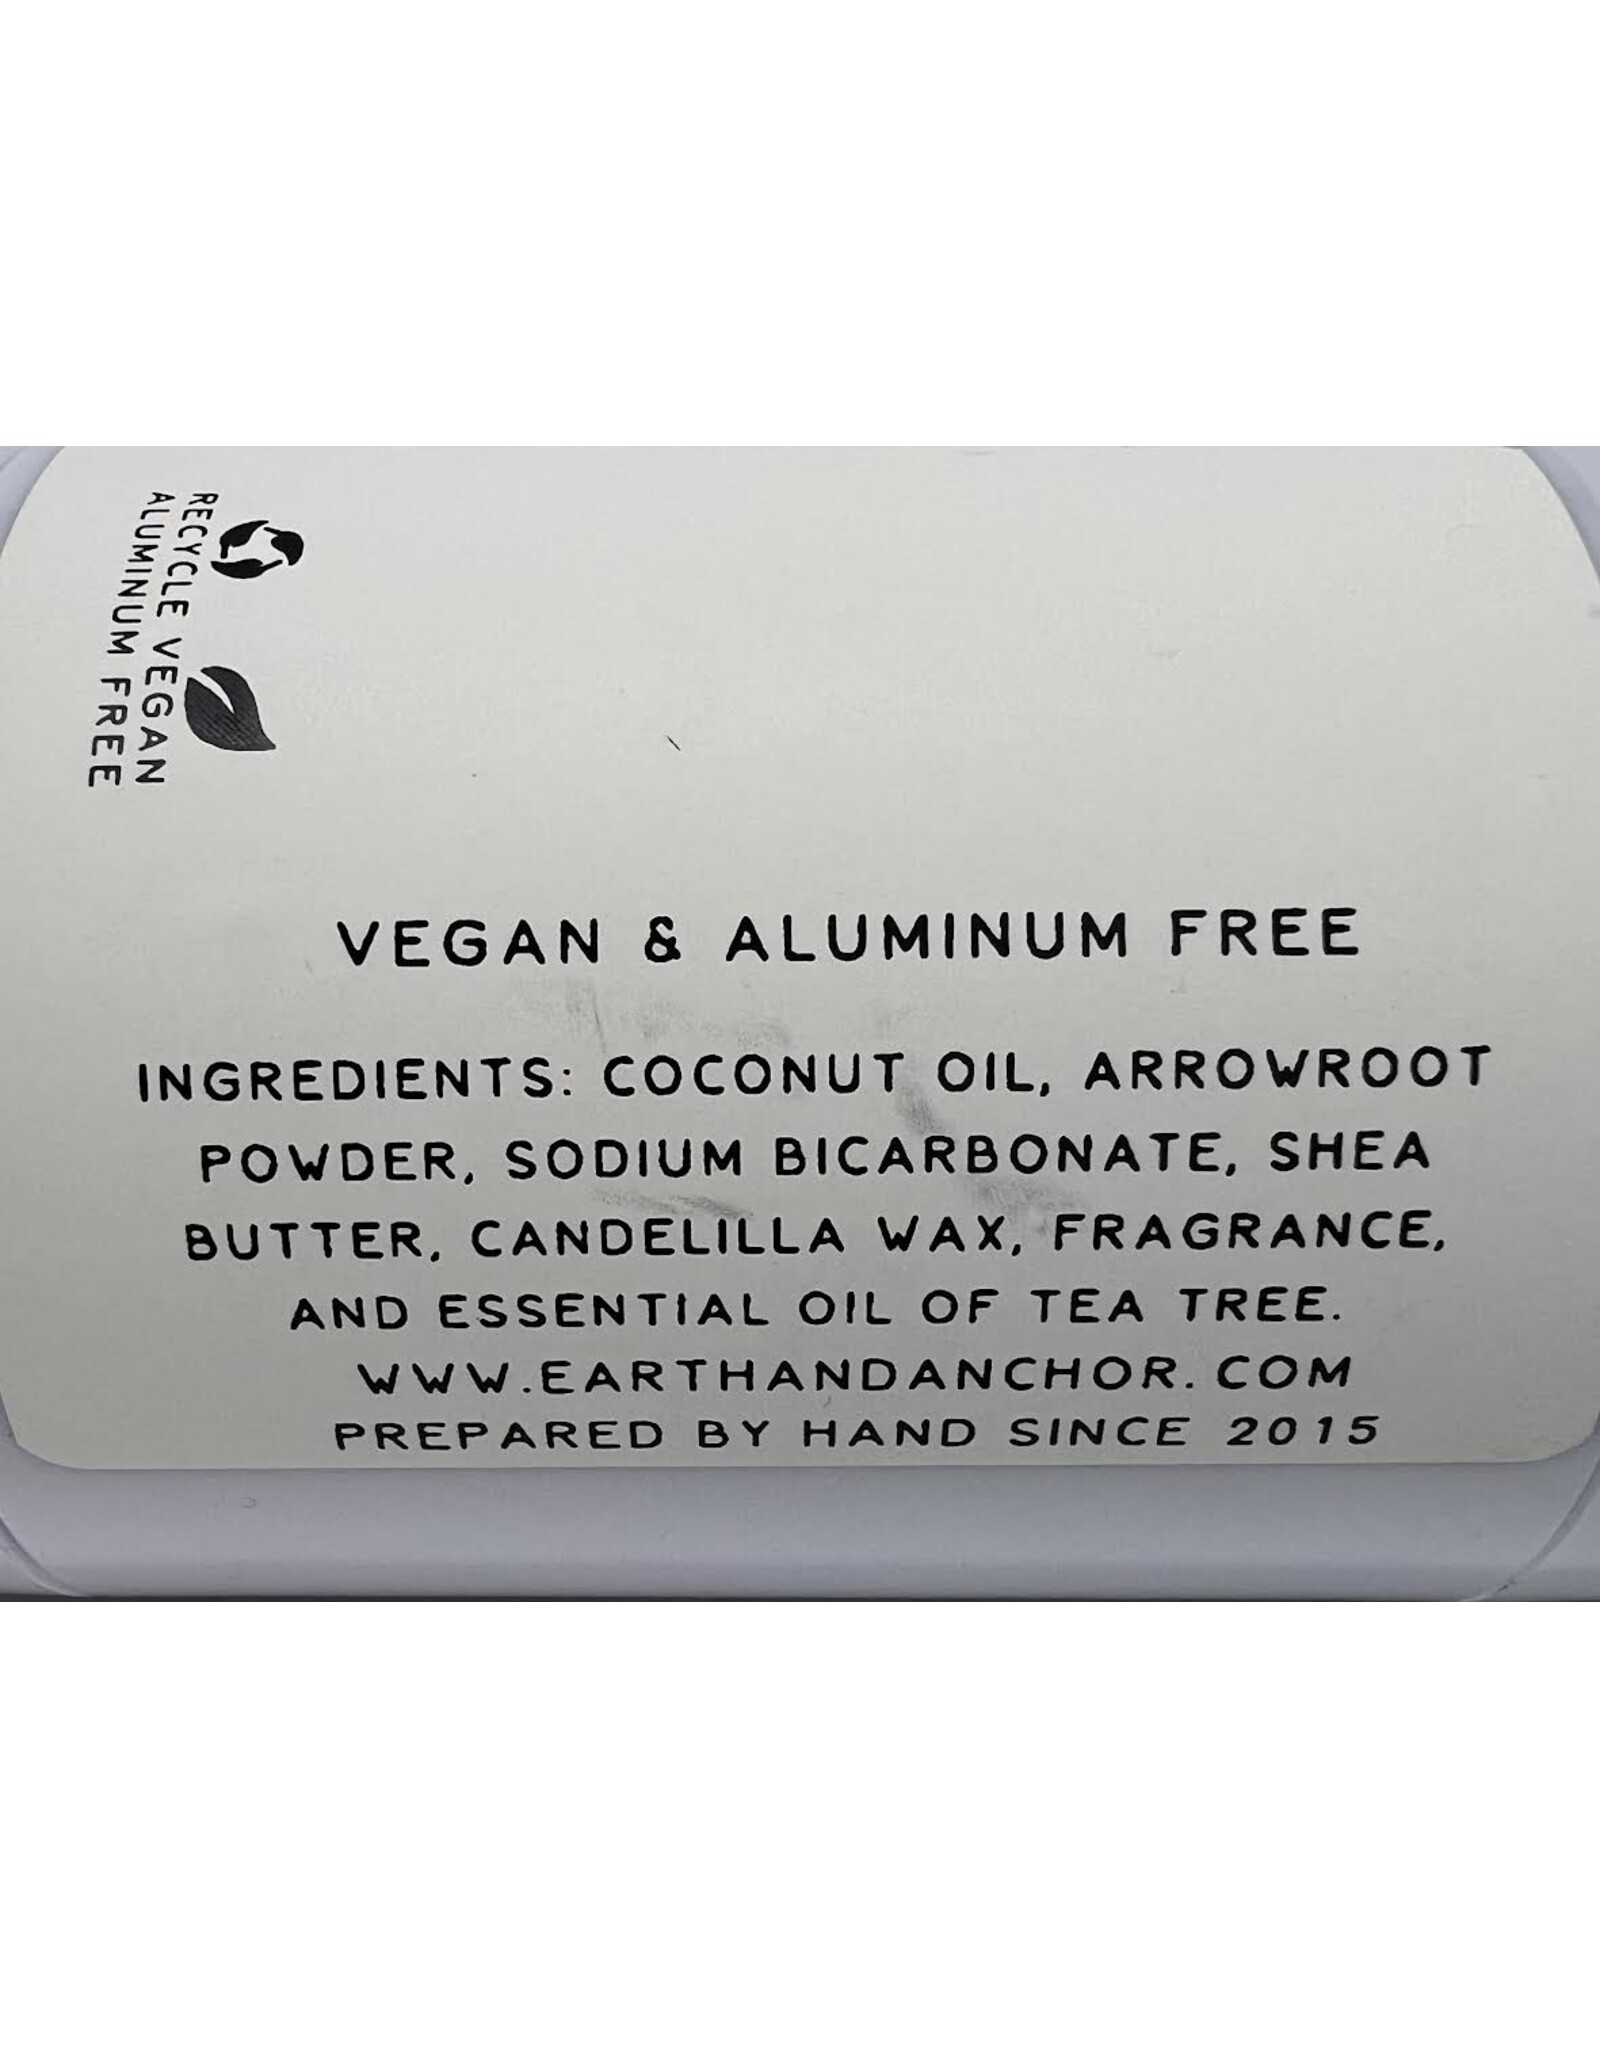 RECYCLE VEGAN
ALUMINUM FREE
VEGAN & ALUMINUM FREE
INGREDIENTS: COCONUT OIL, ARROWROOT
POWDER, SODIUM BICARBONATE, SHEA
BUTTER, CANDELILLA WAX, FRAGRANCE,
AND ESSENTIAL OIL OF TEA TREE.
WWW.EARTHANDANCHOR.COM
PREPARED BY HAND SINCE 2015